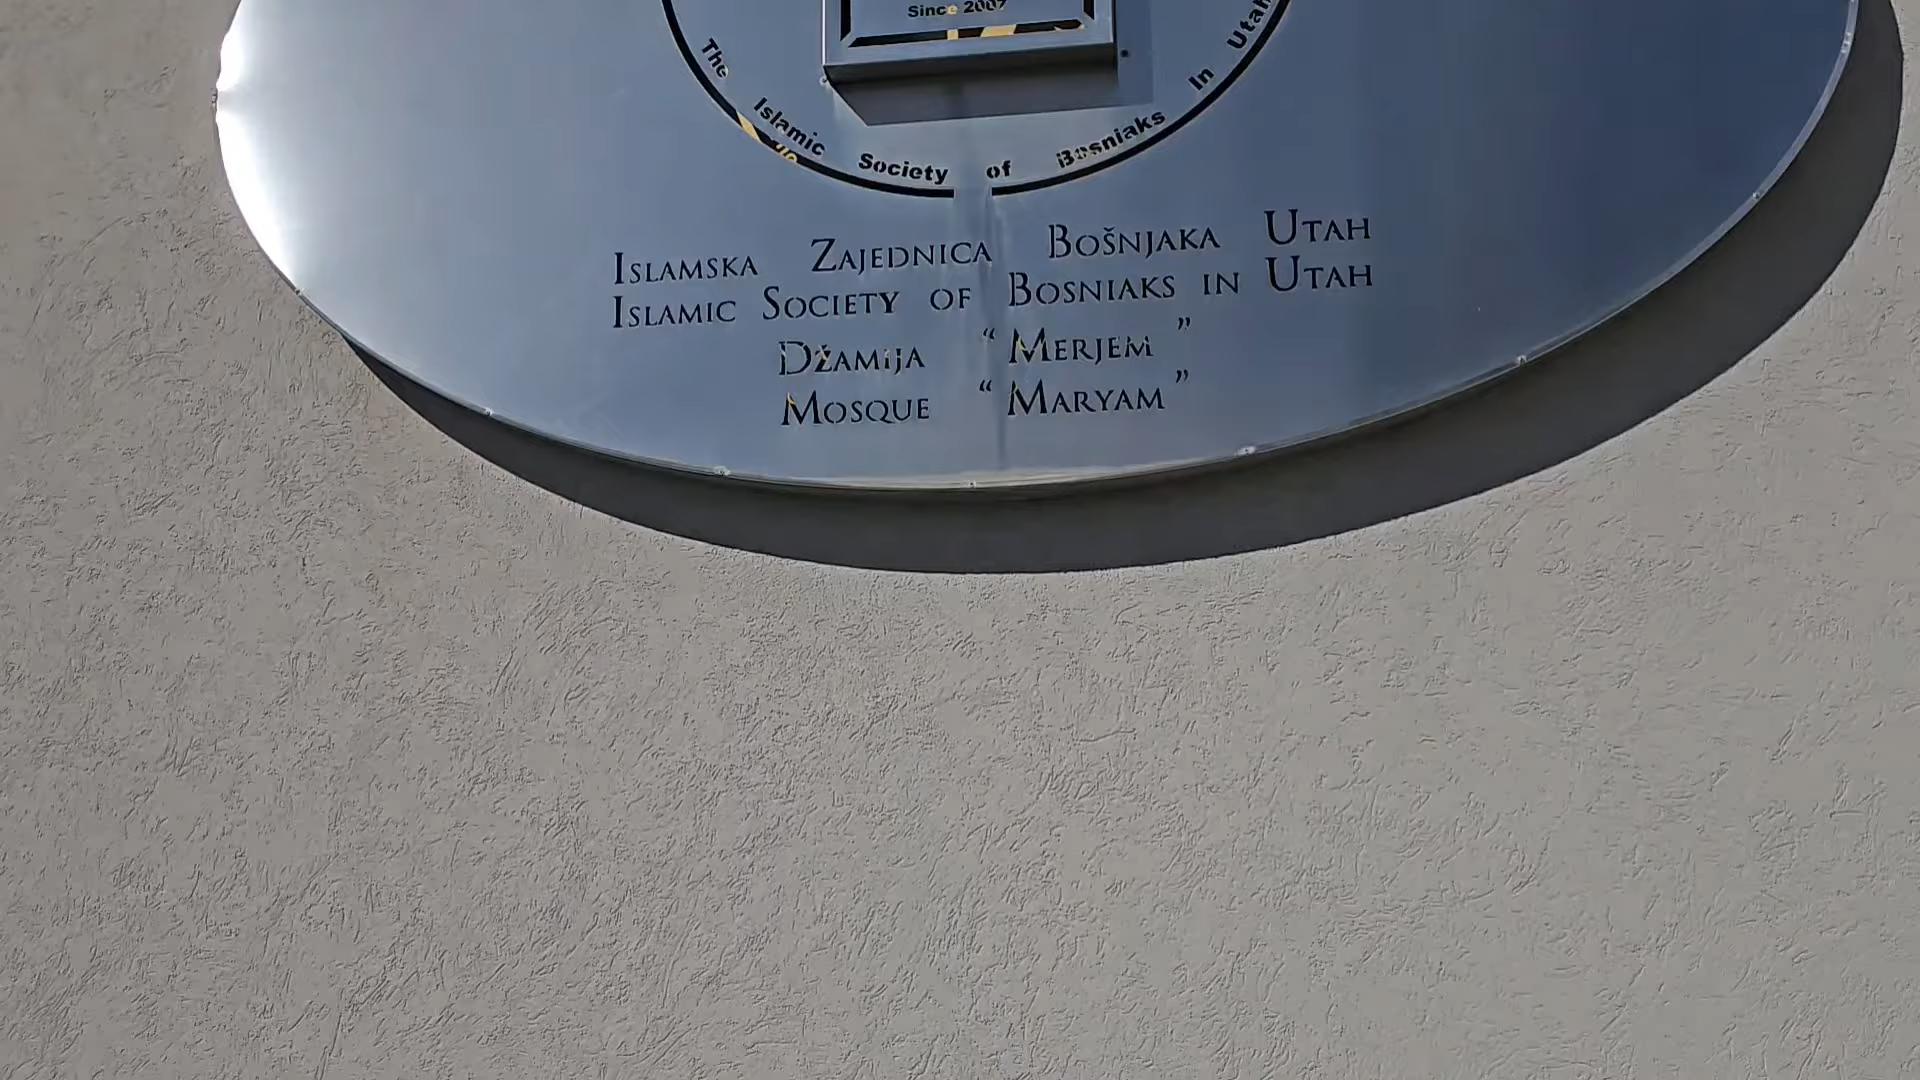 Since 2007
The Islamic Society of Bosniaks In Utah
ISLAMSKA ZAJEDNICA BOŠNJAKA UTAH
ISLAMIC SOCIETY OF BOSNIAKS IN UTAH
DŽAMIJA “MERJEM”
MOSQUE “MARYAM”